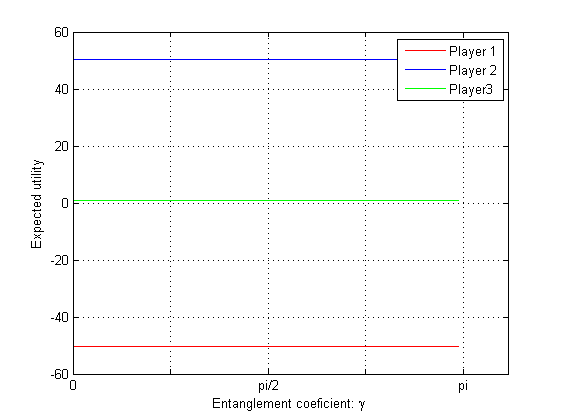 60
40
20
0
-20
-40
-60
Expected utility
Player 1
Player 2
Player3
0
pi/2
pi
Entanglement coeficient: γ